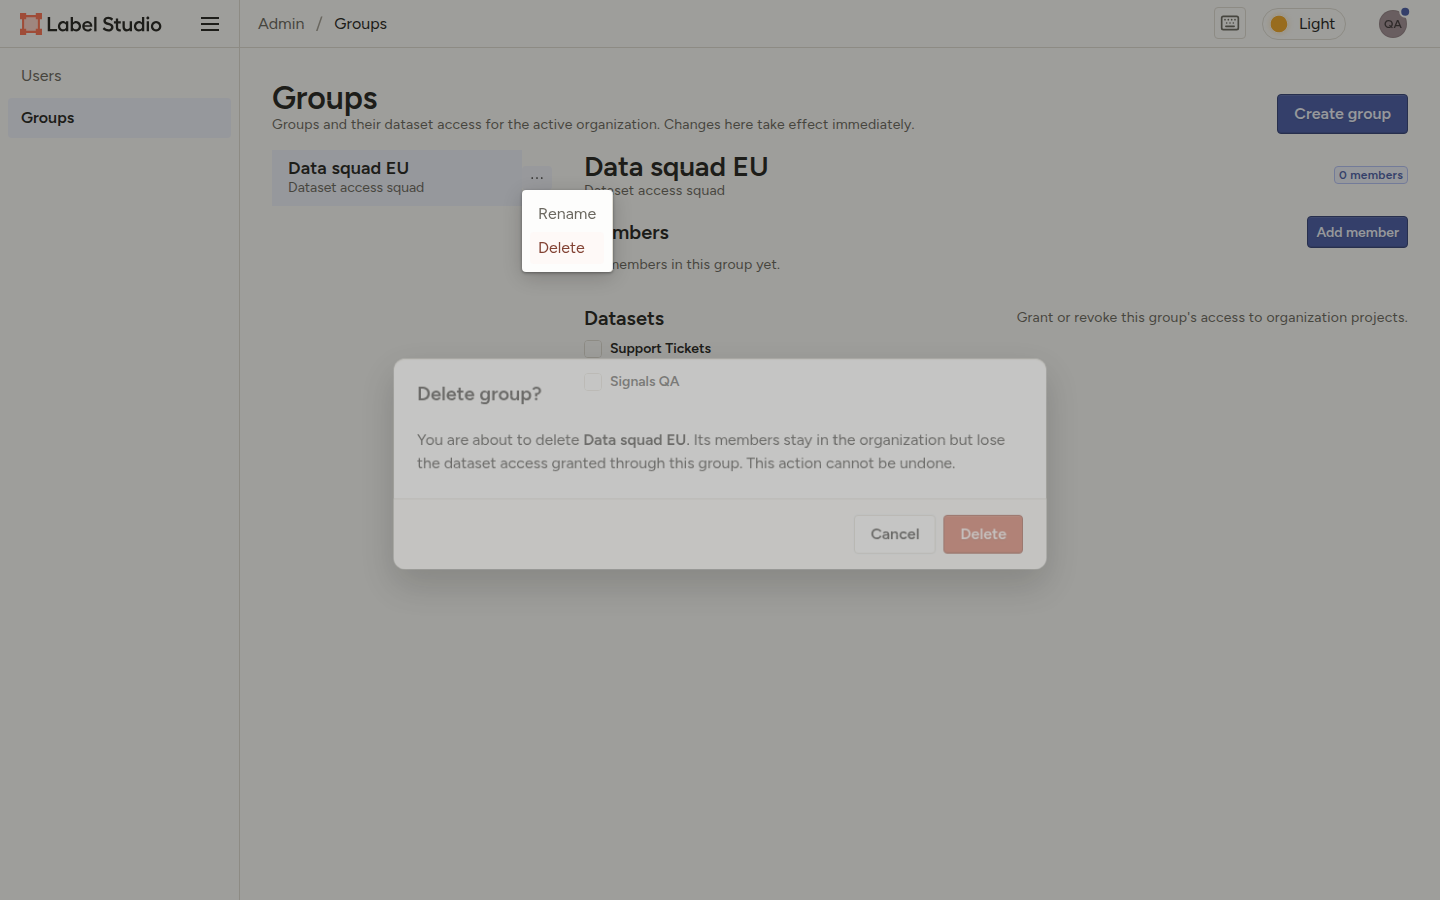 Label Studio
Admin / Groups
Light
QA
Users
Groups
Groups
Groups and their dataset access for the active organization. Changes here take effect immediately.
Create group
Data squad EU
Dataset access squad
...
Rename
Delete
Data squad EU
Dataset access squad
0 members
mbers
Add member
members in this group yet.
Datasets
Grant or revoke this group's access to organization projects.
Support Tickets
Signals QA
Delete group?
You are about to delete Data squad EU. Its members stay in the organization but lose
the dataset access granted through this group. This action cannot be undone.
Cancel
Delete